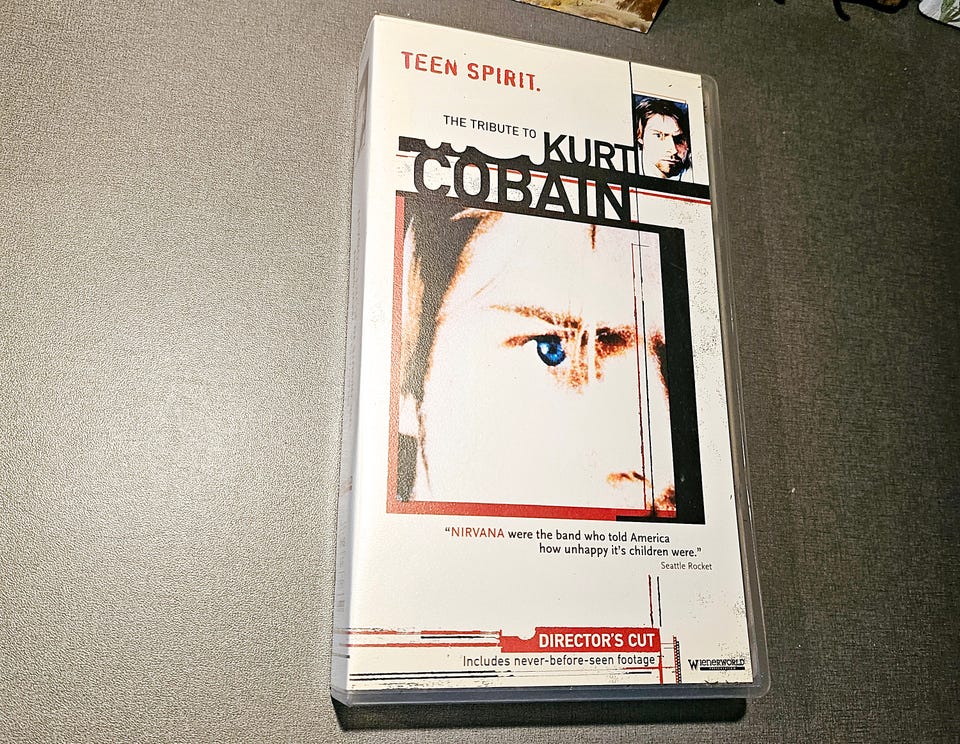 TEEN SPIRIT.
THE TRIBUTE TO KURT
COBAIN
“NIRVANA were the band who told America
how unhappy it's children were.”
Seattle Rocket
DIRECTOR'S CUT
Includes never-before-seen footage
WIENERWORLD